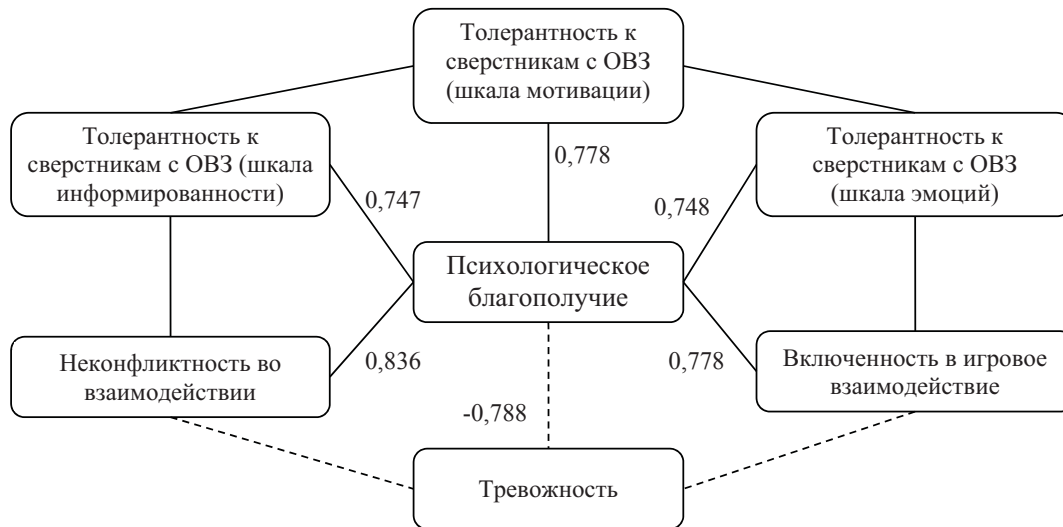 Толерантность к
сверстникам с ОВЗ
(шкала мотивации)
Толерантность к
сверстникам с ОВЗ (шкала
информированности)
Толерантность к
сверстникам с ОВЗ
(шкала эмоций)
0,778
0,747
0,748
Психологическое
благополучие
Неконфликтность во
взаимодействии
0,836
0,778
Включенность в игровое
взаимодействие
-0,788
Тревожность